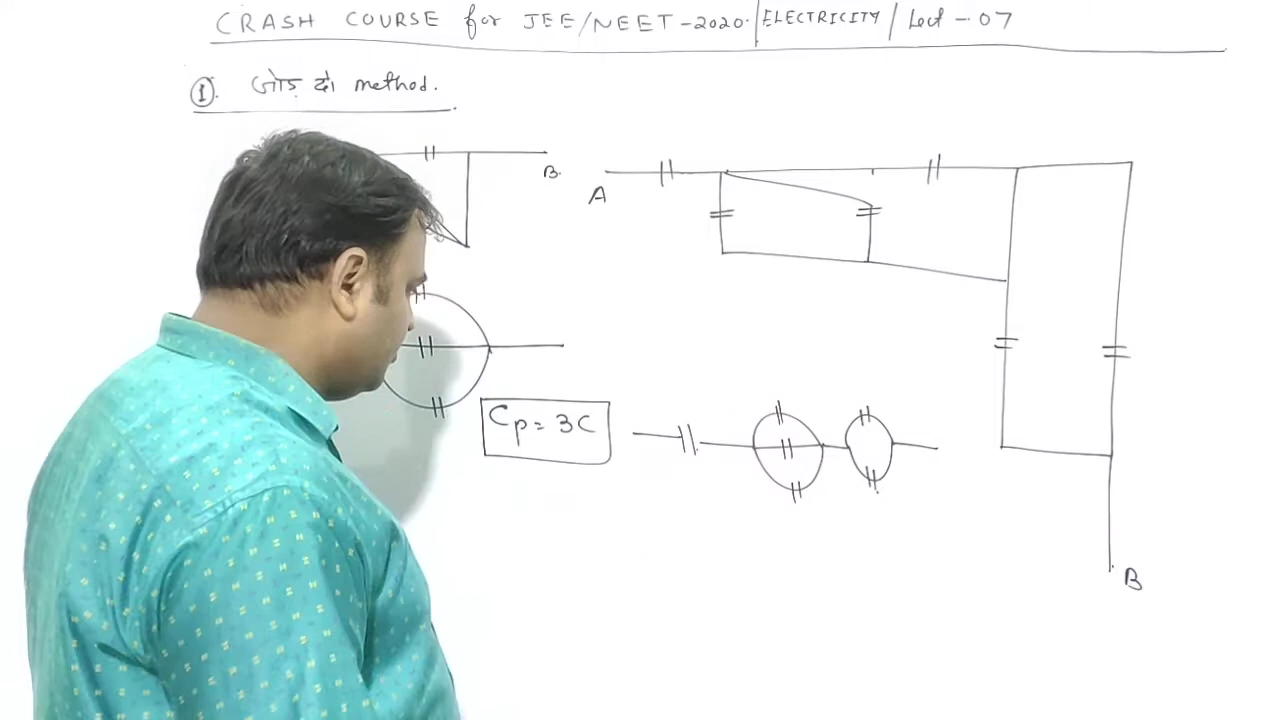 CRASH COURSE for JEE/NEET-2020. | ELECTRICITY / Lect - 07
①. जोड़ दो method.
B.
A
Cp = 3C
B